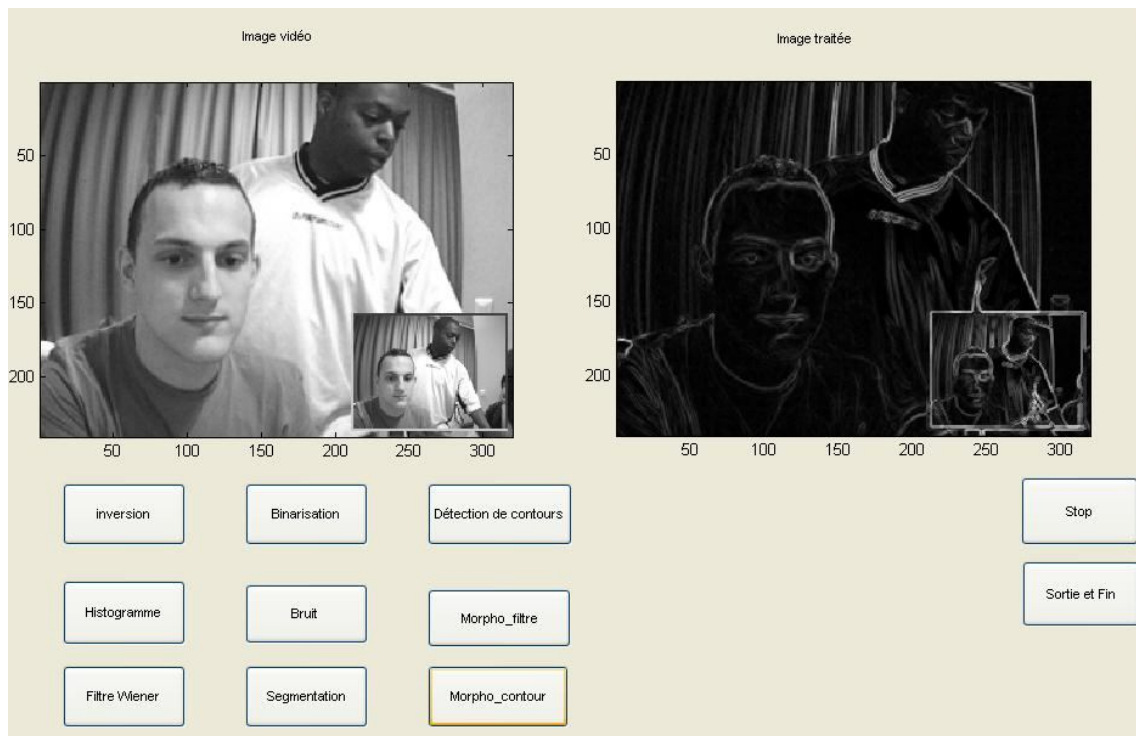 Image vidéo
Image traitée
50
100
150
200
50 100 150 200 250 300
50
100
150
200
50 100 150 200 250 300
inversion Binarisation Détection de contours
Stop
Histogramme Bruit Morpho_filtre
Sortie et Fin
Filtre Wiener Segmentation Morpho_contour